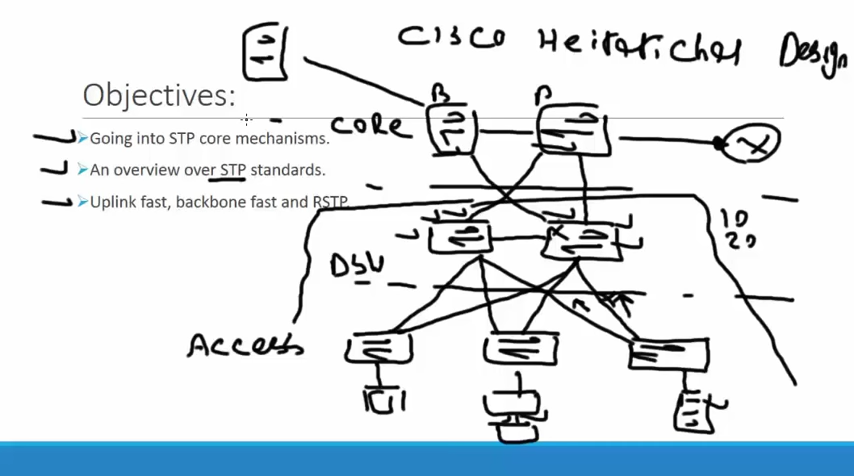 CISCO Heiratichal Design
Objectives:
B
B
CORE
Going into STP core mechanisms.
An overview over STP standards.
Uplink fast, backbone fast and RSTP
10
20
DSW
Access